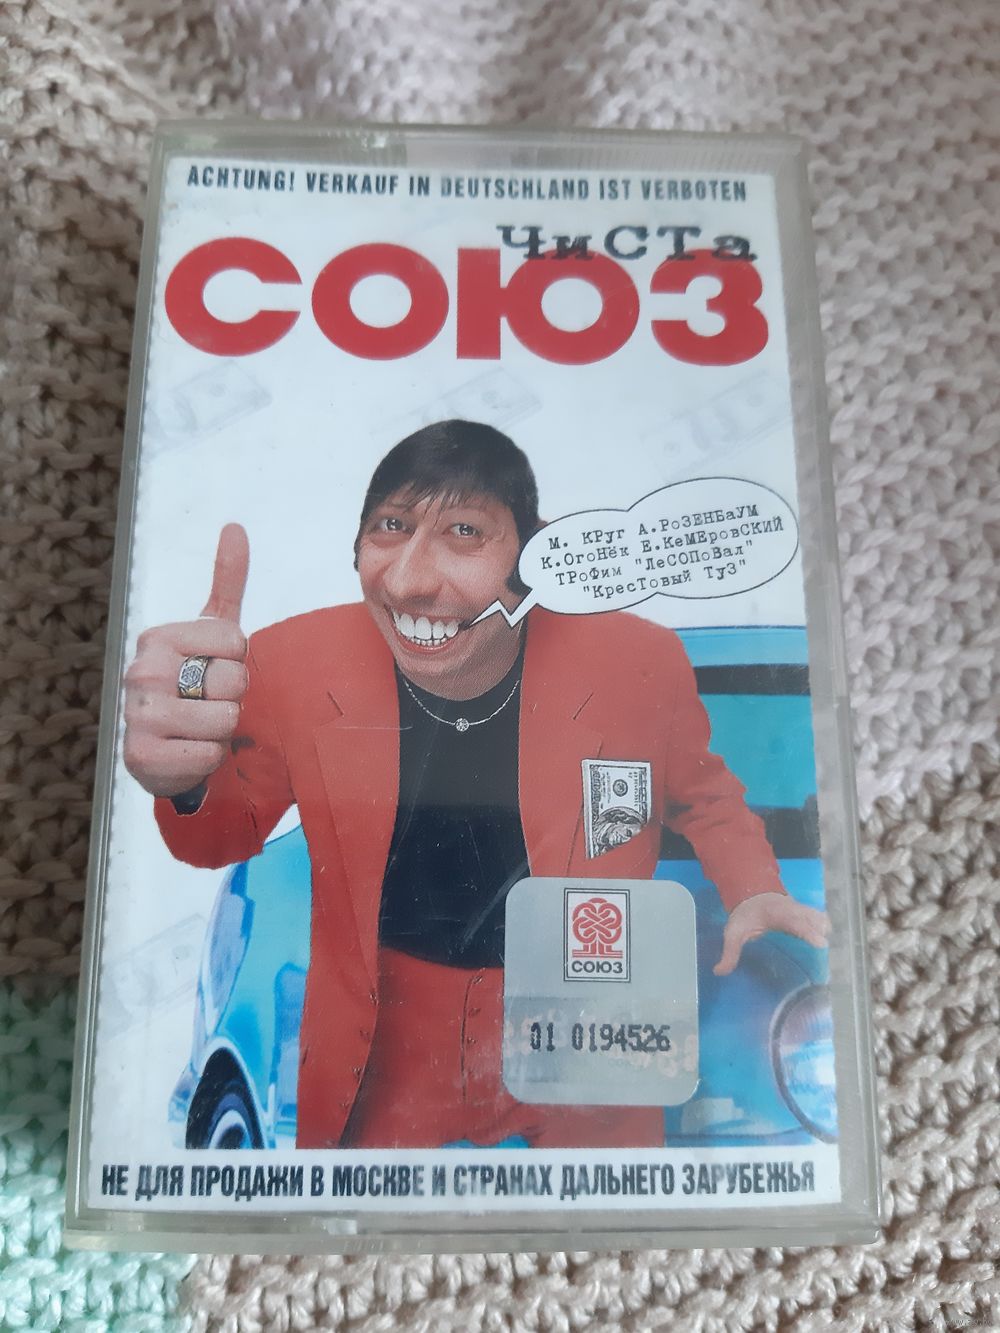 ACHTUNG! VERKAUF IN DEUTSCHLAND IST VERBOTEN
ЧиСТа
СОЮЗ
М. КРуг А.РоЗЕНБаУМ
К.ОгоНёк Е.КеМЕроВСКИЙ
ТРоФиМ "ЛеСОПоВал"
"КресТоВый ТуЗ"
СОЮЗ
01 0194526
НЕ ДЛЯ ПРОДАЖИ В МОСКВЕ И СТРАНАХ ДАЛЬНЕГО ЗАРУБЕЖЬЯ